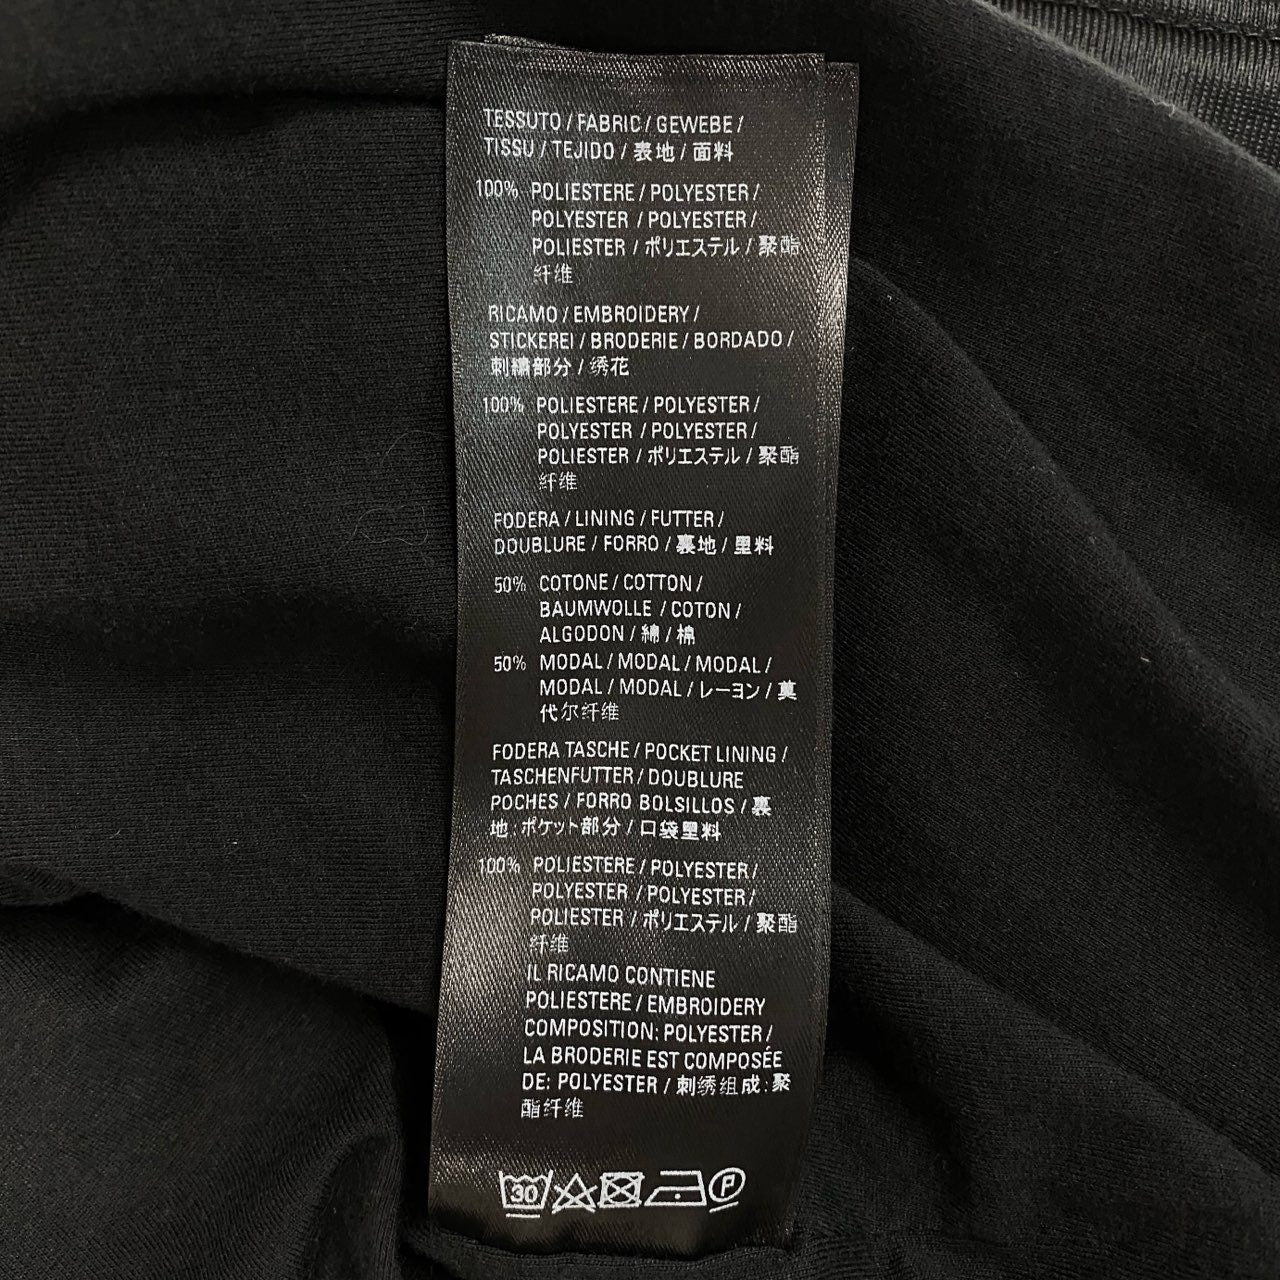 TESSUTO / FABRIC / GEWEBE /
TISSU / TEJIDO / 表地 / 面料
100% POLIESTERE / POLYESTER /
POLYESTER / POLYESTER /
POLIESTER / ポリエステル / 聚酯
纤维
RICAMO / EMBROIDERY /
STICKEREI / BRODERIE / BORDADO /
刺繍部分 / 绣花
100% POLIESTERE / POLYESTER /
POLYESTER / POLYESTER /
POLIESTER / ポリエステル / 聚酯
纤维
FODERA / LINING / FUTTER /
DOUBLURE / FORRO / 裏地 / 里料
50% COTONE / COTTON /
BAUMWOLLE / COTON /
ALGODON / 綿 / 棉
50% MODAL / MODAL / MODAL /
MODAL / MODAL / レーヨン / 莫
代尔纤维
FODERA TASCHE / POCKET LINING /
TASCHENFUTTER / DOUBLURE
POCHES / FORRO BOLSILLOS / 裏
地:ポケット部分 / 口袋里料
100% POLIESTERE / POLYESTER /
POLYESTER / POLYESTER /
POLIESTER / ポリエステル / 聚酯
纤维
IL RICAMO CONTIENE
POLIESTERE / EMBROIDERY
COMPOSITION: POLYESTER /
LA BRODERIE EST COMPOSÉE
DE: POLYESTER / 刺绣组成: 聚
酯纤维
30 P